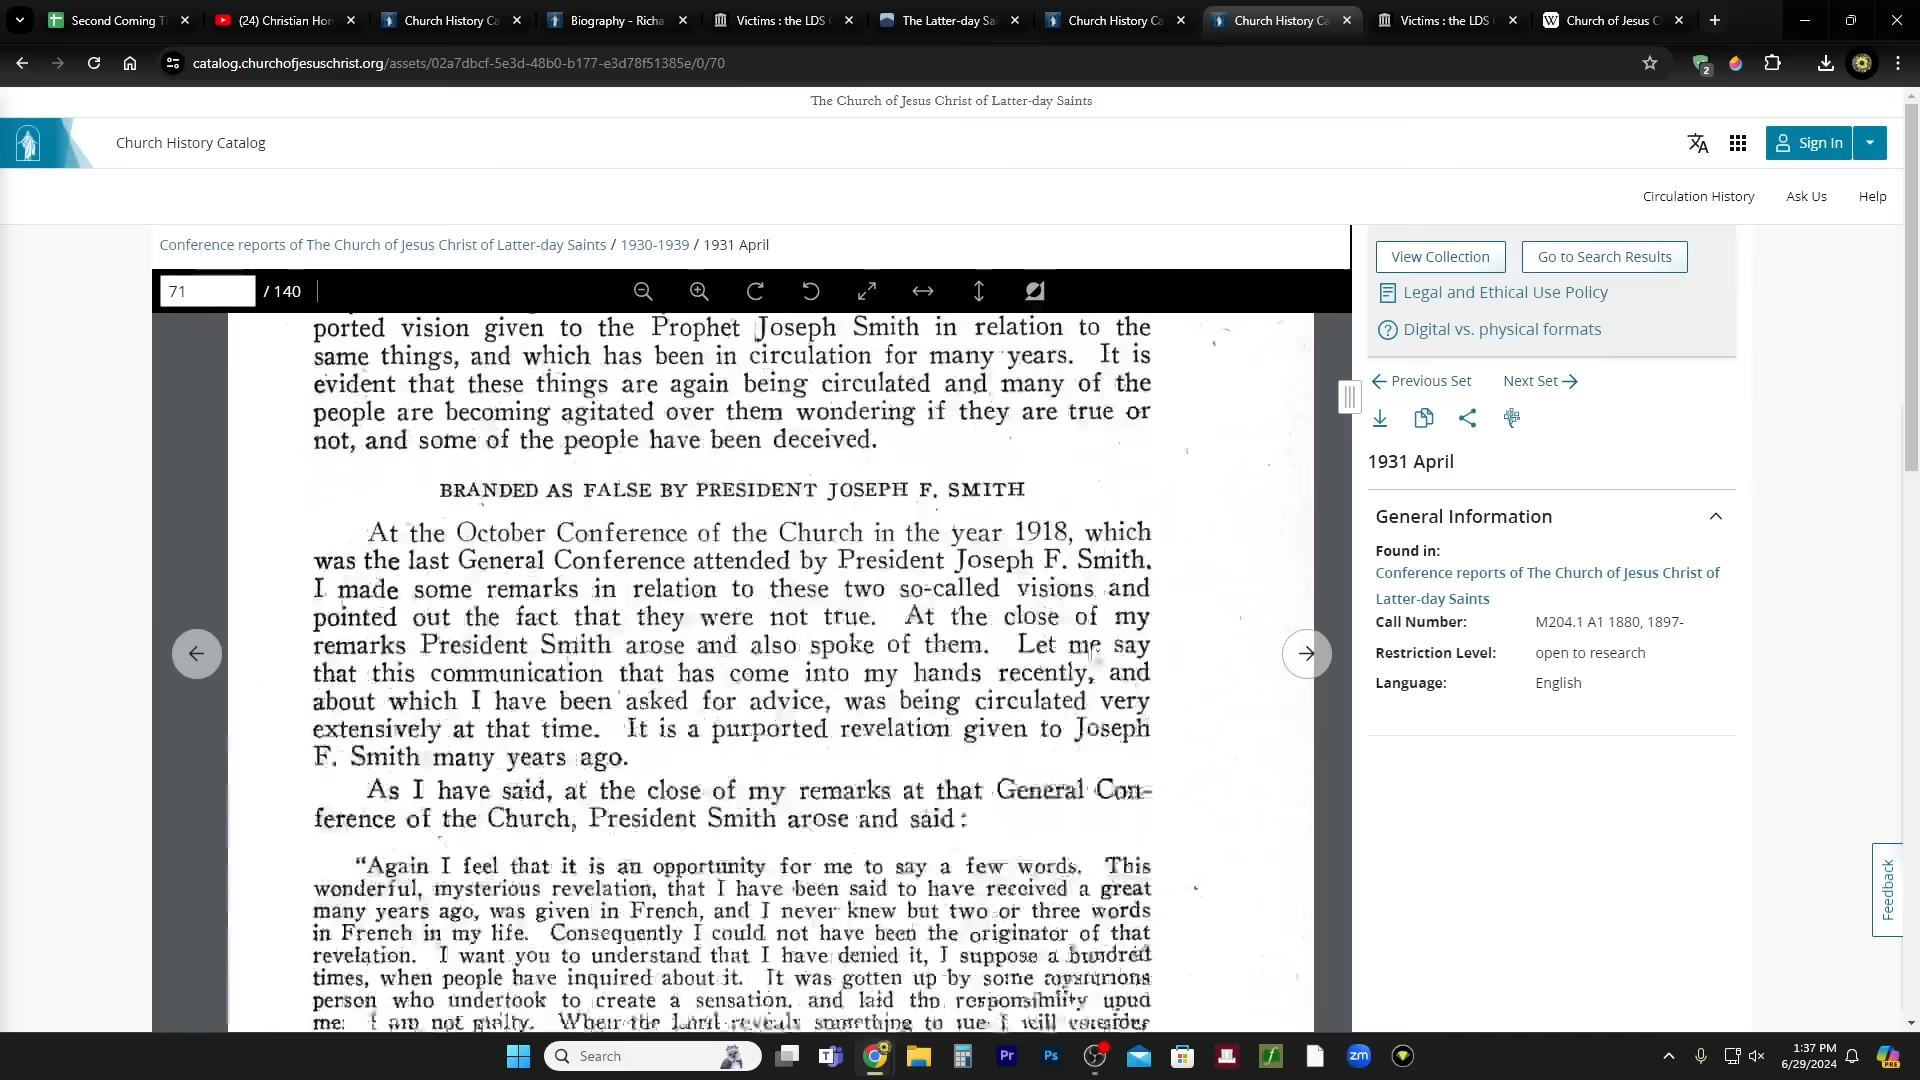 Second Coming T
(24) Christian Hor
Church History Ca
Biography - Richa
Victims : the LDS
The Latter-day Sa
Church History Ca
Church History Ca
Victims : the LDS
Church of Jesus C
catalog.churchofjesuschrist.org/assets/02a7dbcf-5e3d-48b0-b177-e3d78f51385e/0/70
2
The Church of Jesus Christ of Latter-day Saints
Church History Catalog
Sign In
Circulation History Ask Us Help
Conference reports of The Church of Jesus Christ of Latter-day Saints / 1930-1939 / 1931 April
71 / 140
ported vision given to the Prophet Joseph Smith in relation to the
same things, and which has been in circulation for many years. It is
evident that these things are again being circulated and many of the
people are becoming agitated over them wondering if they are true or
not, and some of the people have been deceived.
BRANDED AS FALSE BY PRESIDENT JOSEPH F. SMITH
At the October Conference of the Church in the year 1918, which
was the last General Conference attended by President Joseph F. Smith,
I made some remarks in relation to these two so-called visions and
pointed out the fact that they were not true. At the close of my
remarks President Smith arose and also spoke of them. Let me say
that this communication that has come into my hands recently, and
about which I have been asked for advice, was being circulated very
extensively at that time. It is a purported revelation given to Joseph
F. Smith many years ago.
As I have said, at the close of my remarks at that General Con-
ference of the Church, President Smith arose and said:
"Again I feel that it is an opportunity for me to say a few words. This
wonderful, mysterious revelation, that I have been said to have received a great
many years ago, was given in French, and I never knew but two or three words
in French in my life. Consequently I could not have been the originator of that
revelation. I want you to understand that I have denied it, I suppose a hundred
times, when people have inquired about it. It was gotten up by some mysterious
person who undertook to create a sensation, and laid the responsibility upon
me; I am not guilty. When the Lord reveals something to me I will consider
View Collection
Go to Search Results
Legal and Ethical Use Policy
Digital vs. physical formats
Previous Set
Next Set
1931 April
General Information
Found in:
Conference reports of The Church of Jesus Christ of
Latter-day Saints
Call Number: M204.1 A1 1880, 1897-
Restriction Level: open to research
Language: English
Feedback
Search
Pr
Ps
zm
1:37 PM
6/29/2024
PRE